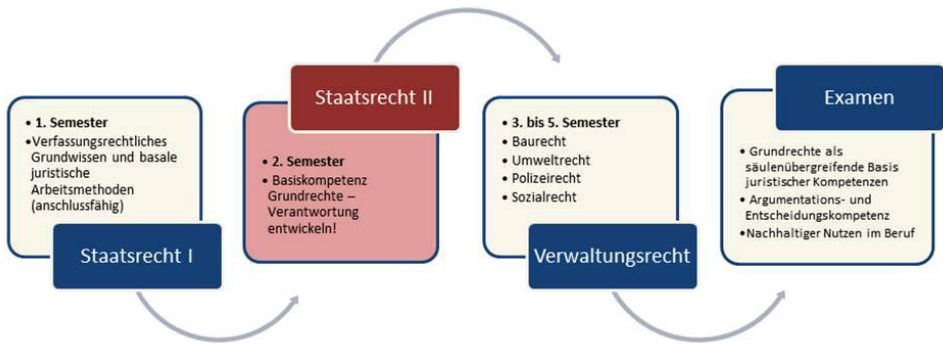 • 1. Semester
•Verfassungsrechtliches
Grundwissen und basale
juristische
Arbeitsmethoden
(anschlussfähig)
Staatsrecht I
Staatsrecht II
• 2. Semester
• Basiskompetenz
Grundrechte –
Verantwortung
entwickeln!
• 3. bis 5. Semester
• Baurecht
• Umweltrecht
• Polizeirecht
• Sozialrecht
Verwaltungsrecht
Examen
• Grundrechte als
säulenübergreifende Basis
juristischer Kompetenzen
• Argumentations- und
Entscheidungskompetenz
•Nachhaltiger Nutzen im Beruf